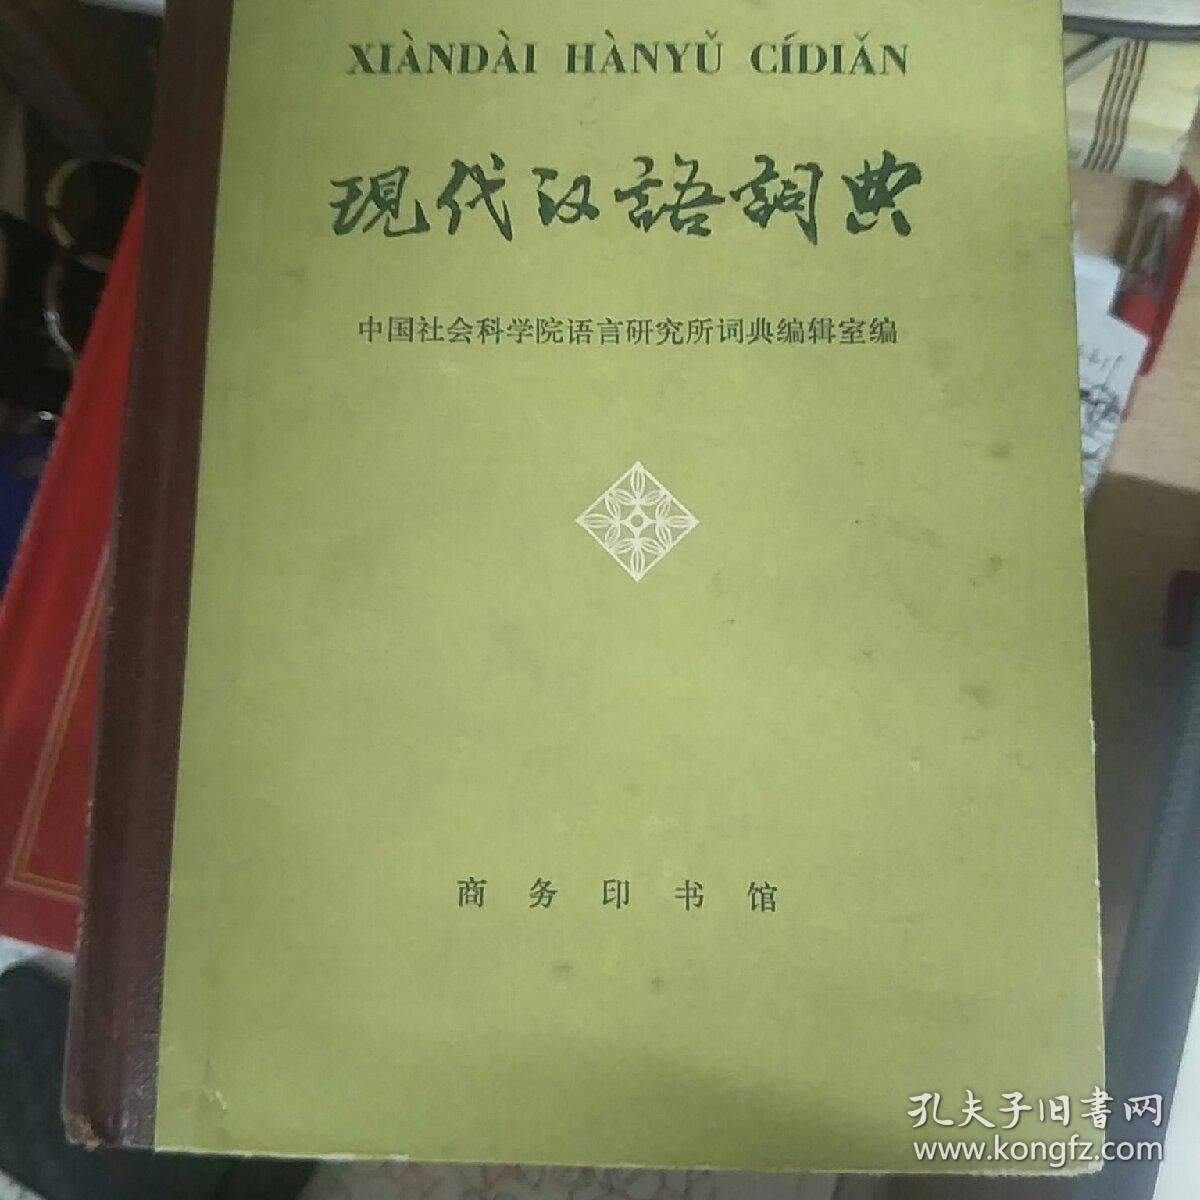 XIÀNDÀI HÀNYǓ CÍDIǍN
現代汉語詞典
中国社会科学院语言研究所词典编辑室编
商务印书馆
孔夫子旧书网
www.kongfz.com